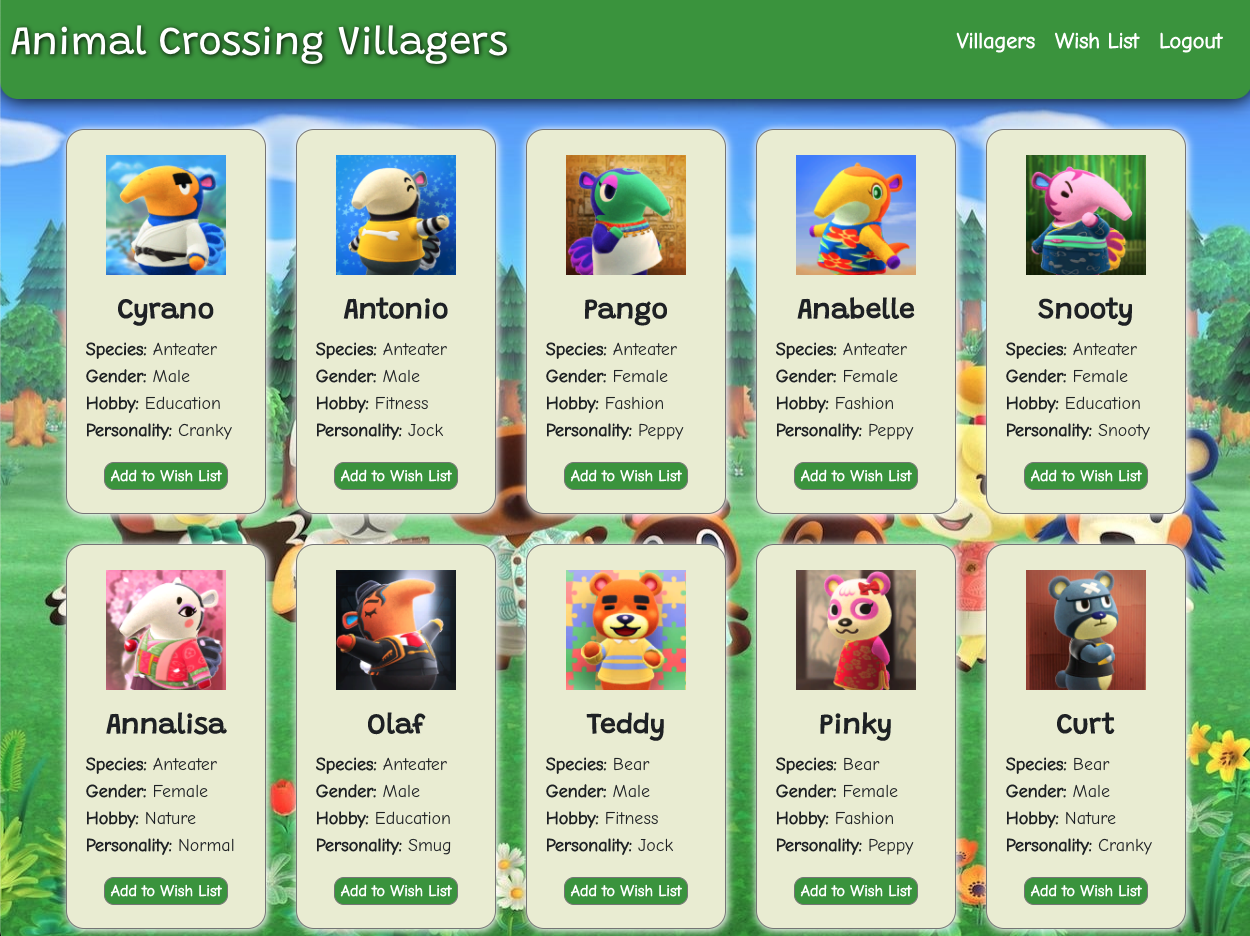 Animal Crossing Villagers
Villagers Wish List Logout
Cyrano
Species: Anteater
Gender: Male
Hobby: Education
Personality: Cranky
Add to Wish List
Antonio
Species: Anteater
Gender: Male
Hobby: Fitness
Personality: Jock
Add to Wish List
Pango
Species: Anteater
Gender: Female
Hobby: Fashion
Personality: Peppy
Add to Wish List
Anabelle
Species: Anteater
Gender: Female
Hobby: Fashion
Personality: Peppy
Add to Wish List
Snooty
Species: Anteater
Gender: Female
Hobby: Education
Personality: Snooty
Add to Wish List
Annalisa
Species: Anteater
Gender: Female
Hobby: Nature
Personality: Normal
Add to Wish List
Olaf
Species: Anteater
Gender: Male
Hobby: Education
Personality: Smug
Add to Wish List
Teddy
Species: Bear
Gender: Male
Hobby: Fitness
Personality: Jock
Add to Wish List
Pinky
Species: Bear
Gender: Female
Hobby: Fashion
Personality: Peppy
Add to Wish List
Curt
Species: Bear
Gender: Male
Hobby: Nature
Personality: Cranky
Add to Wish List